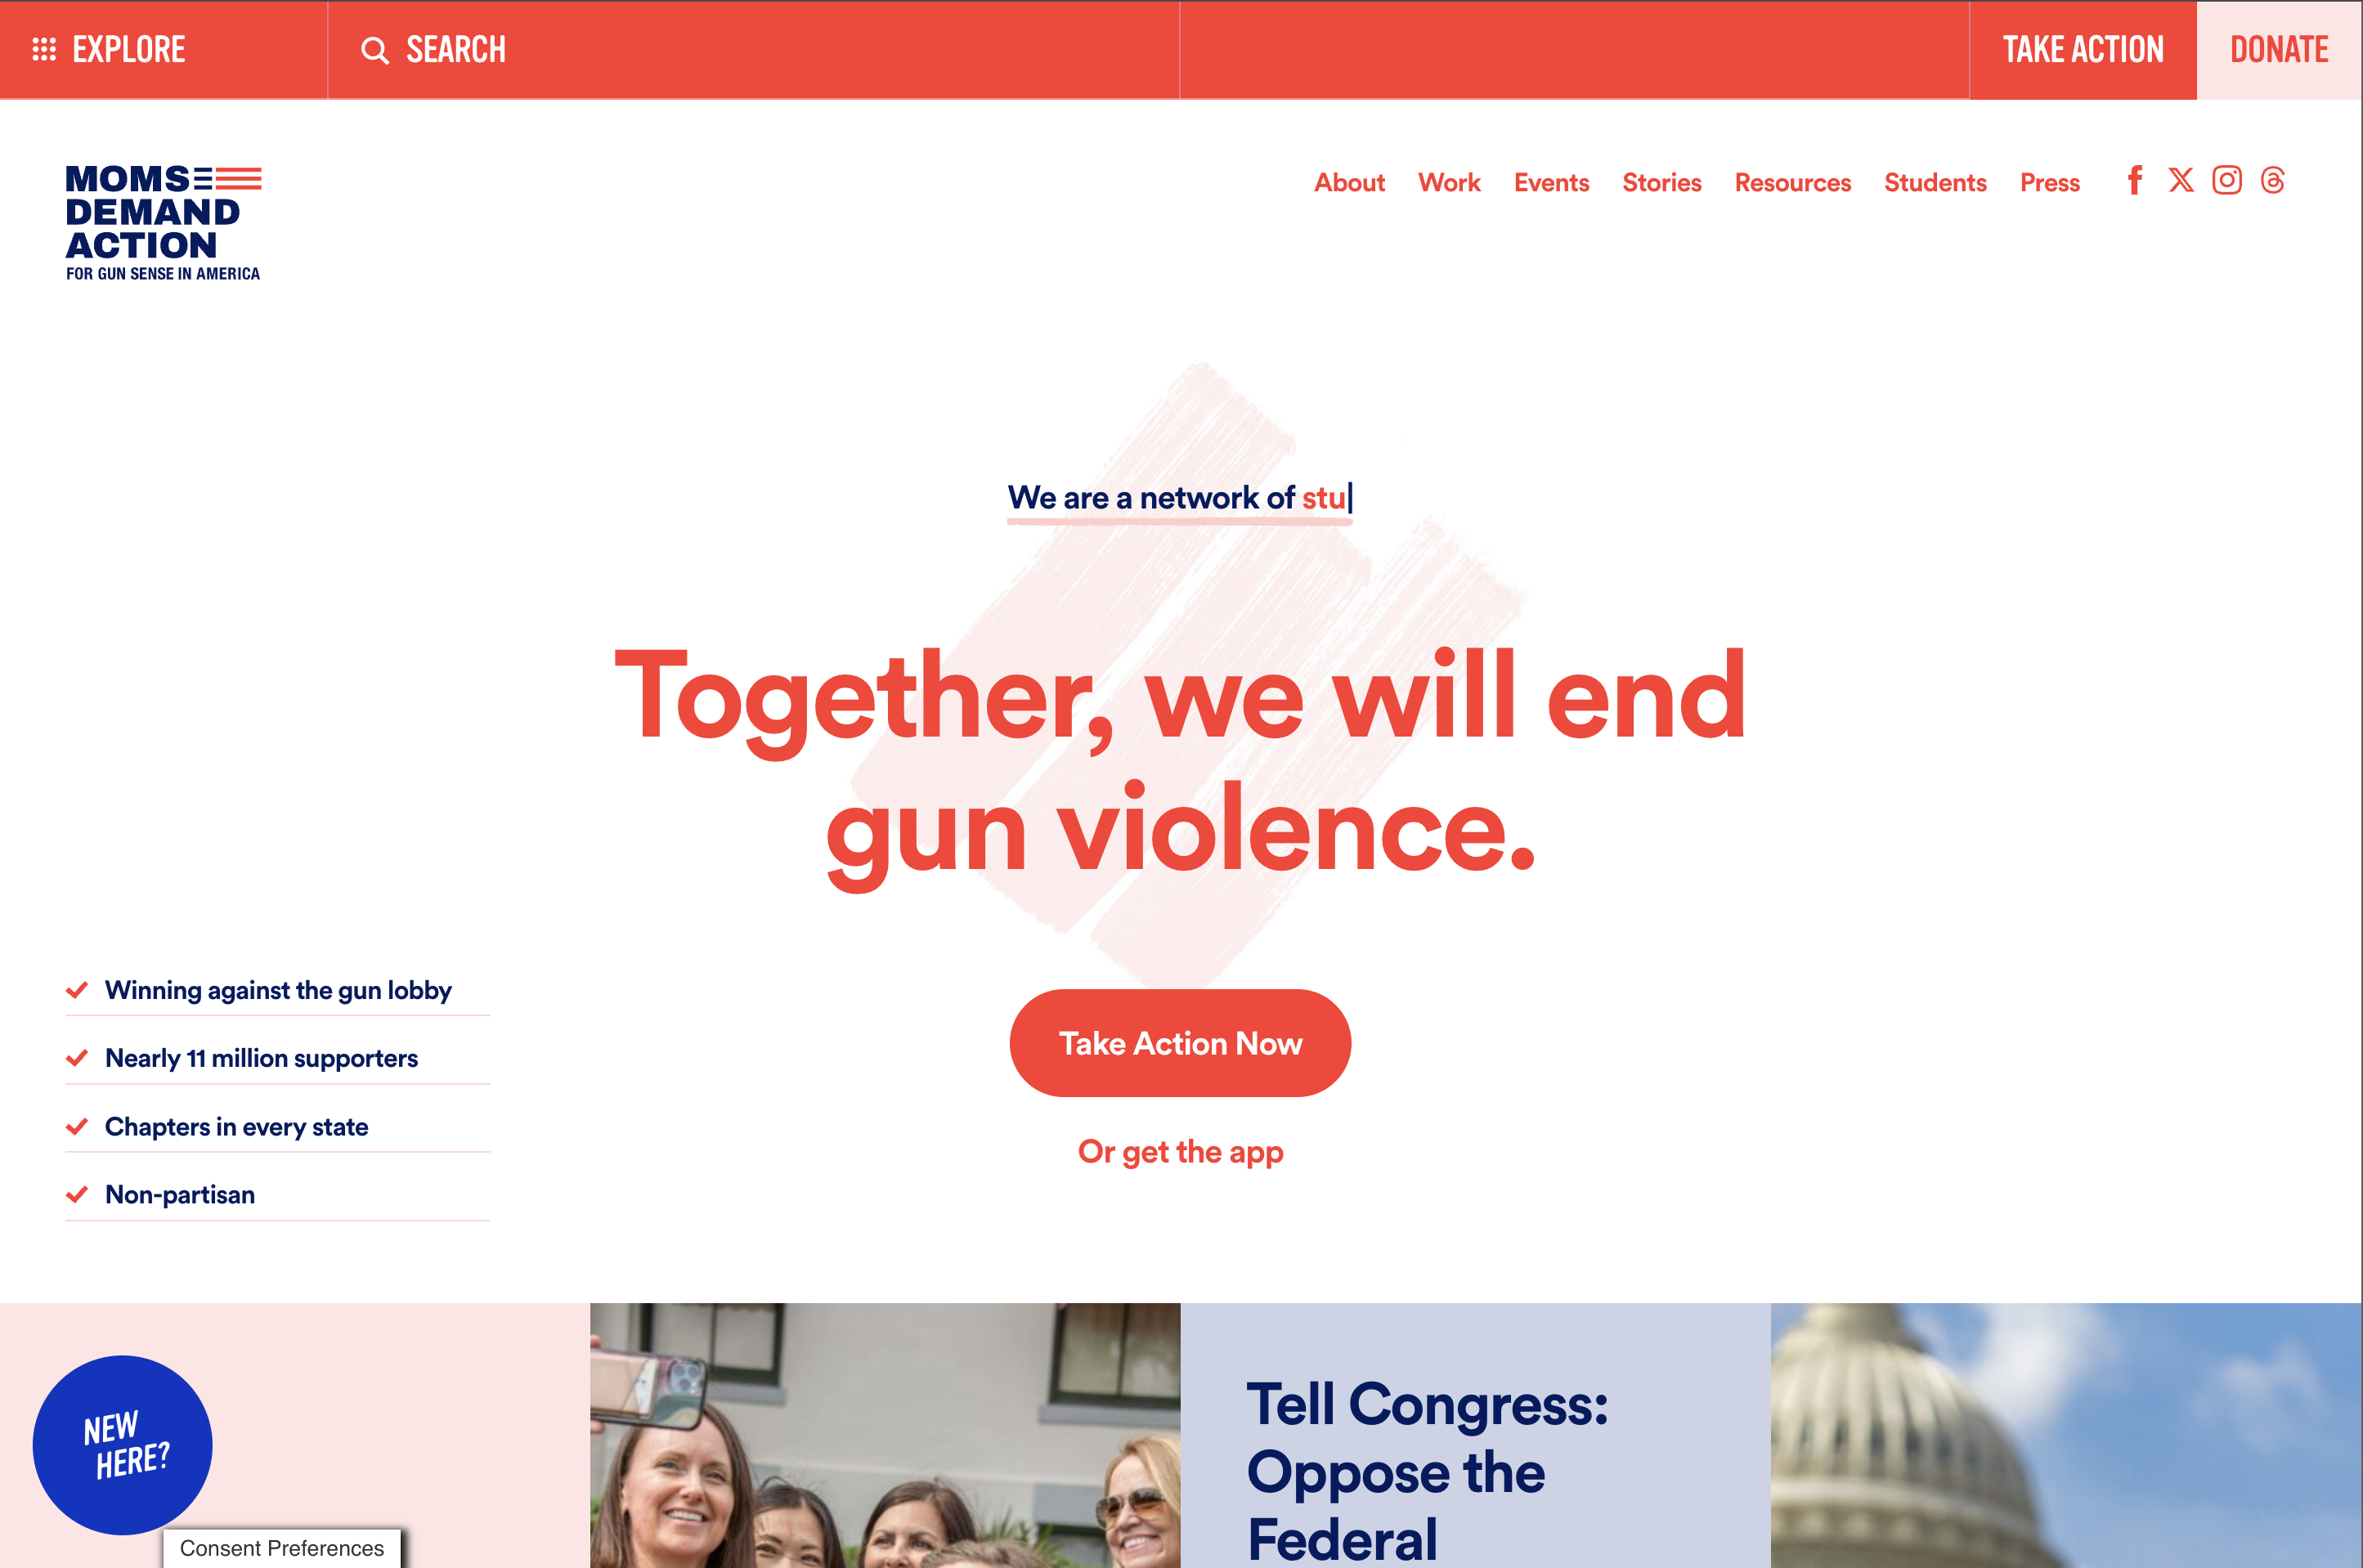 EXPLORE
SEARCH
TAKE ACTION
DONATE
MOMS
DEMAND
ACTION
FOR GUN SENSE IN AMERICA
About
Work
Events
Stories
Resources
Students
Press
We are a network of stu|
Together, we will end
gun violence.
Winning against the gun lobby
Nearly 11 million supporters
Chapters in every state
Non-partisan
Take Action Now
Or get the app
NEW
HERE?
Consent Preferences
Tell Congress:
Oppose the
Federal